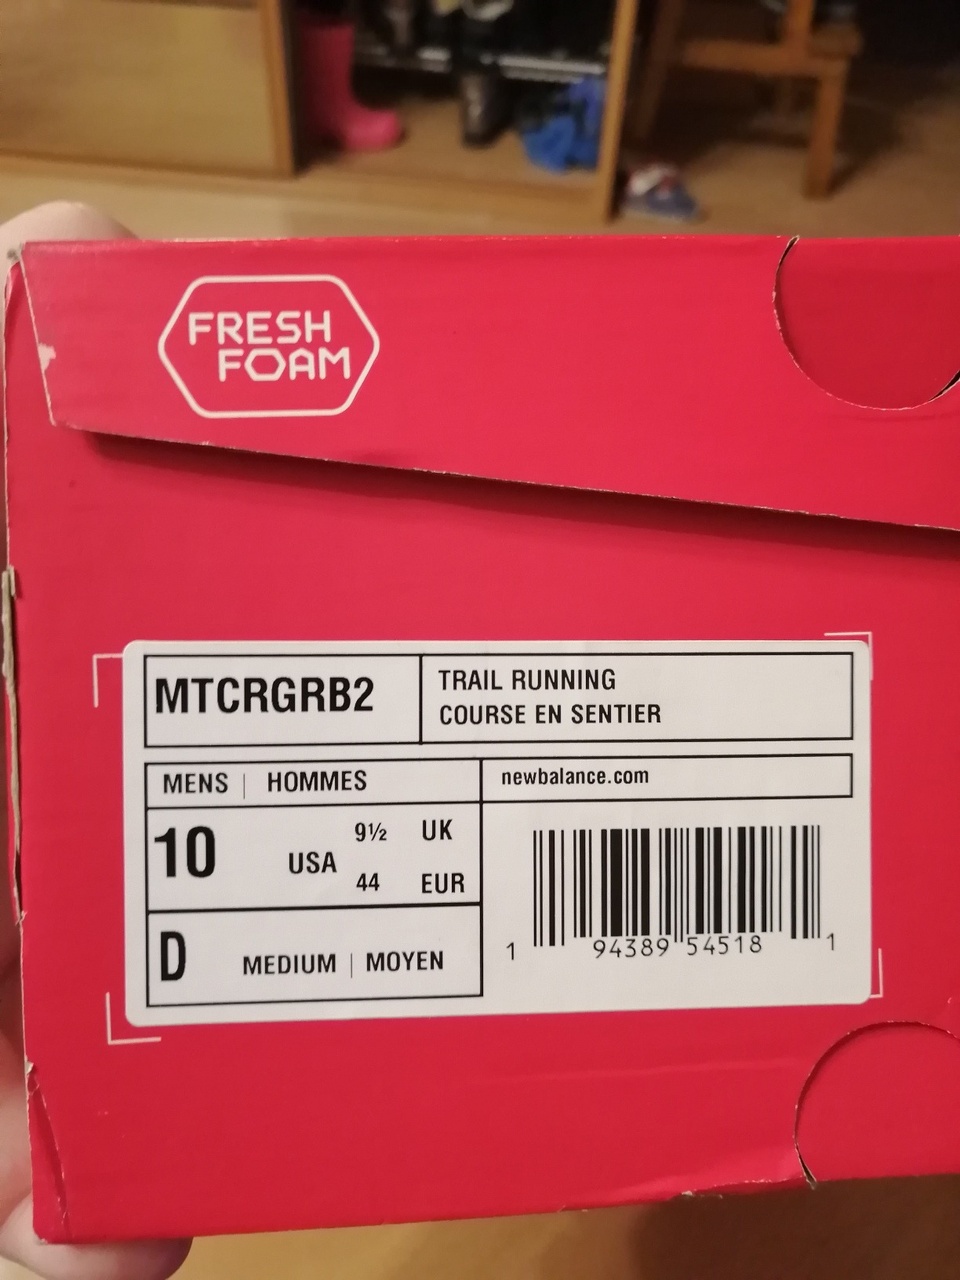 FRESH
FOAM
MTCRGRB2
TRAIL RUNNING
COURSE EN SENTIER
MENS | HOMMES
newbalance.com
10 USA 9½ UK
44 EUR
D MEDIUM | MOYEN
1 94389 54518 1